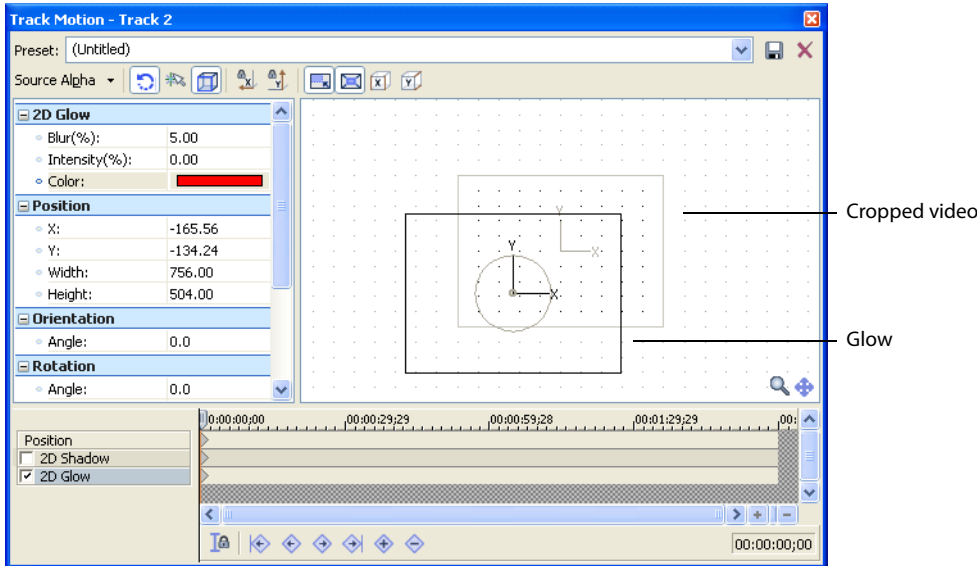 Track Motion - Track 2
Preset: (Untitled)
Source Alpha
2D Glow
Blur(%): 5.00
Intensity(%): 0.00
Color:
Position
X: -165.56
Y: -134.24
Width: 756.00
Height: 504.00
Orientation
Angle: 0.0
Rotation
Angle: 0.0
Y
X
Y
X
Cropped video
Glow
0:00:00;00 00:00:29;29 00:00:59;28 00:01:29;29 00:
Position
2D Shadow
2D Glow
00:00:00;00